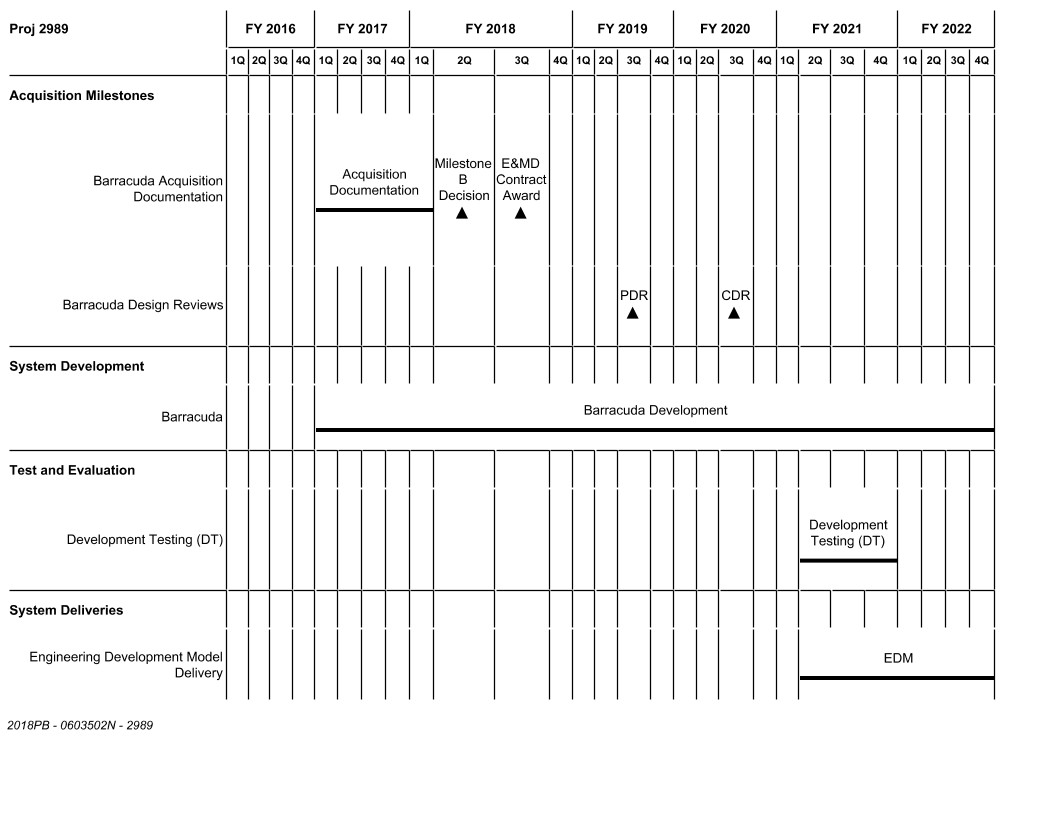 Proj 2989 FY 2016 FY 2017 FY 2018 FY 2019 FY 2020 FY 2021 FY 2022
1Q 2Q 3Q 4Q 1Q 2Q 3Q 4Q 1Q 2Q 3Q 4Q 1Q 2Q 3Q 4Q 1Q 2Q 3Q 4Q 1Q 2Q 3Q 4Q 1Q 2Q 3Q 4Q
Acquisition Milestones
Barracuda Acquisition
Documentation
Acquisition
Documentation
Milestone
B
Decision
E&MD
Contract
Award
Barracuda Design Reviews
PDR
CDR
System Development
Barracuda
Barracuda Development
Test and Evaluation
Development Testing (DT)
Development
Testing (DT)
System Deliveries
Engineering Development Model
Delivery
EDM
2018PB - 0603502N - 2989